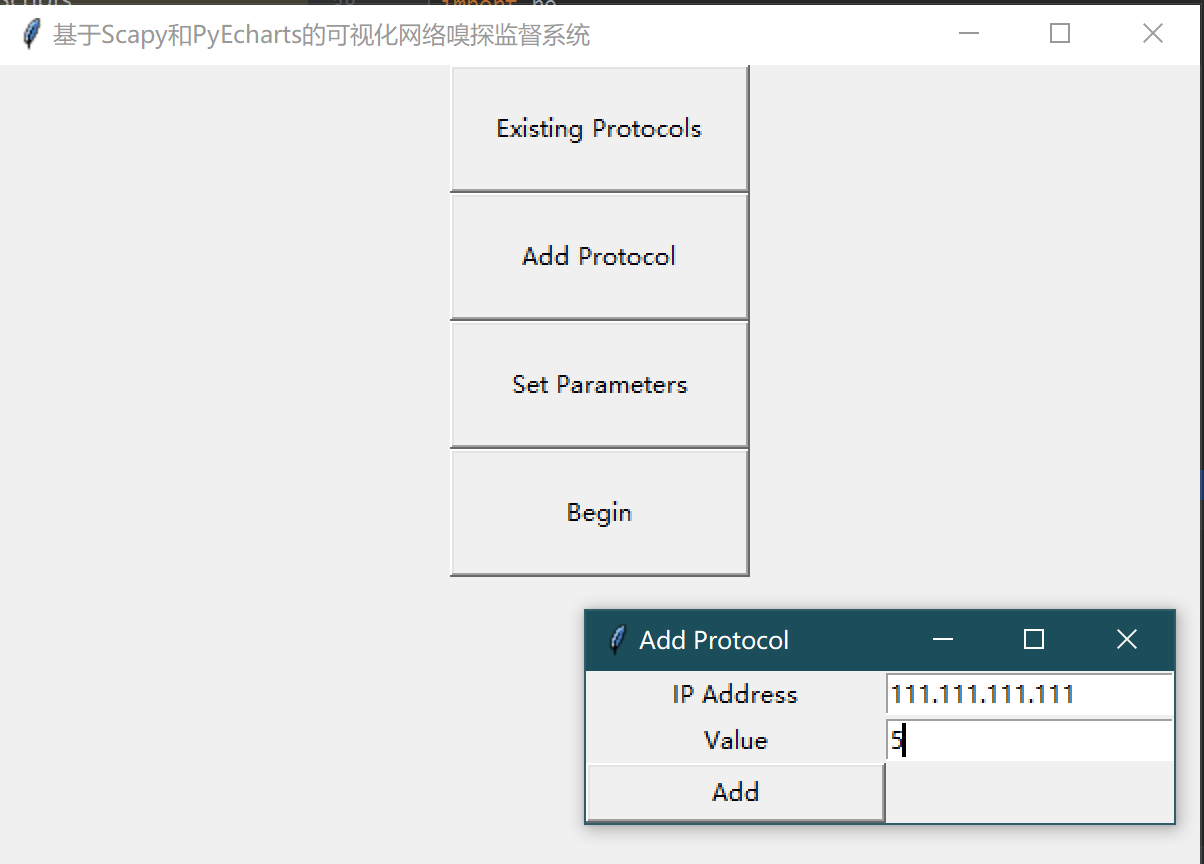 基于Scapy和PyEcharts的可视化网络嗅探监督系统
Existing Protocols
Add Protocol
Set Parameters
Begin
Add Protocol
IP Address 111.111.111.111
Value 5
Add